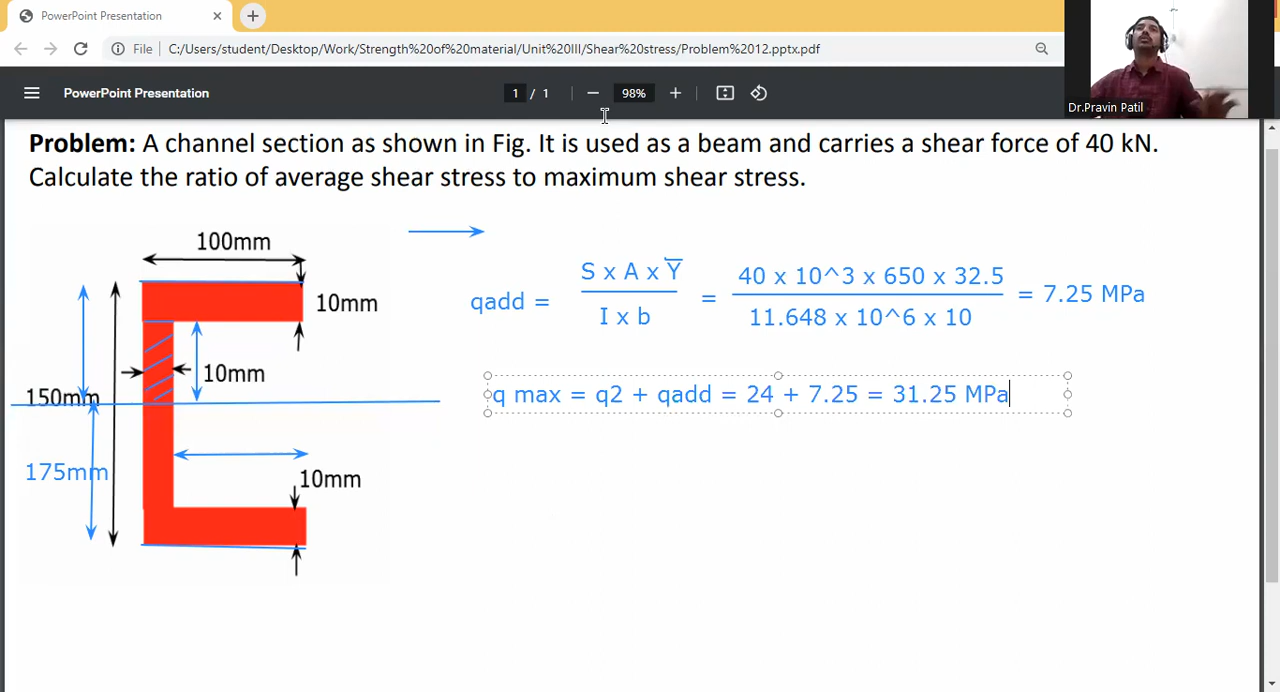 PowerPoint Presentation
File
C:/Users/student/Desktop/Work/Strength%20of%20material/Unit%20III/Shear%20stress/Problem%2012.pptx.pdf
PowerPoint Presentation
1 / 1
98%
Dr.Pravin Patil
Problem: A channel section as shown in Fig. It is used as a beam and carries a shear force of 40 kN.
Calculate the ratio of average shear stress to maximum shear stress.
100mm
10mm
10mm
150mm
175mm
10mm
qadd = S x A x Y̅ / I x b = 40 x 10^3 x 650 x 32.5 / 11.648 x 10^6 x 10 = 7.25 MPa
q max = q2 + qadd = 24 + 7.25 = 31.25 MPa